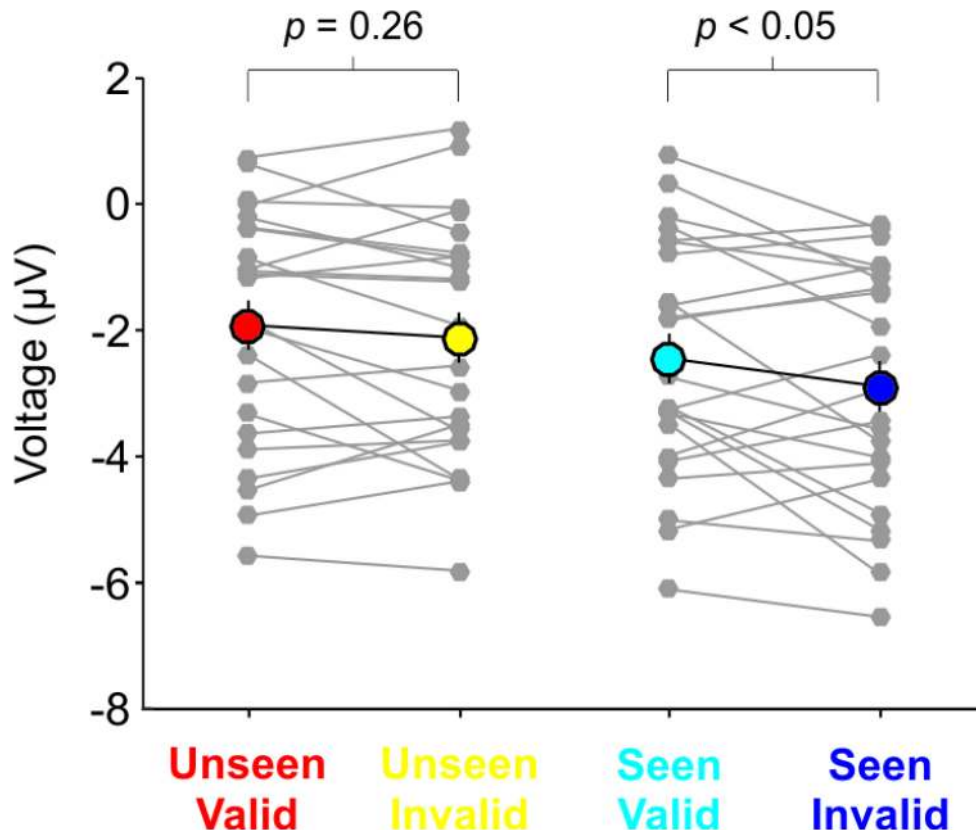 p = 0.26 p < 0.05
2
0
-2
-4
-6
-8
Voltage (µV)
Unseen Unseen Seen Seen
Valid Invalid Valid Invalid